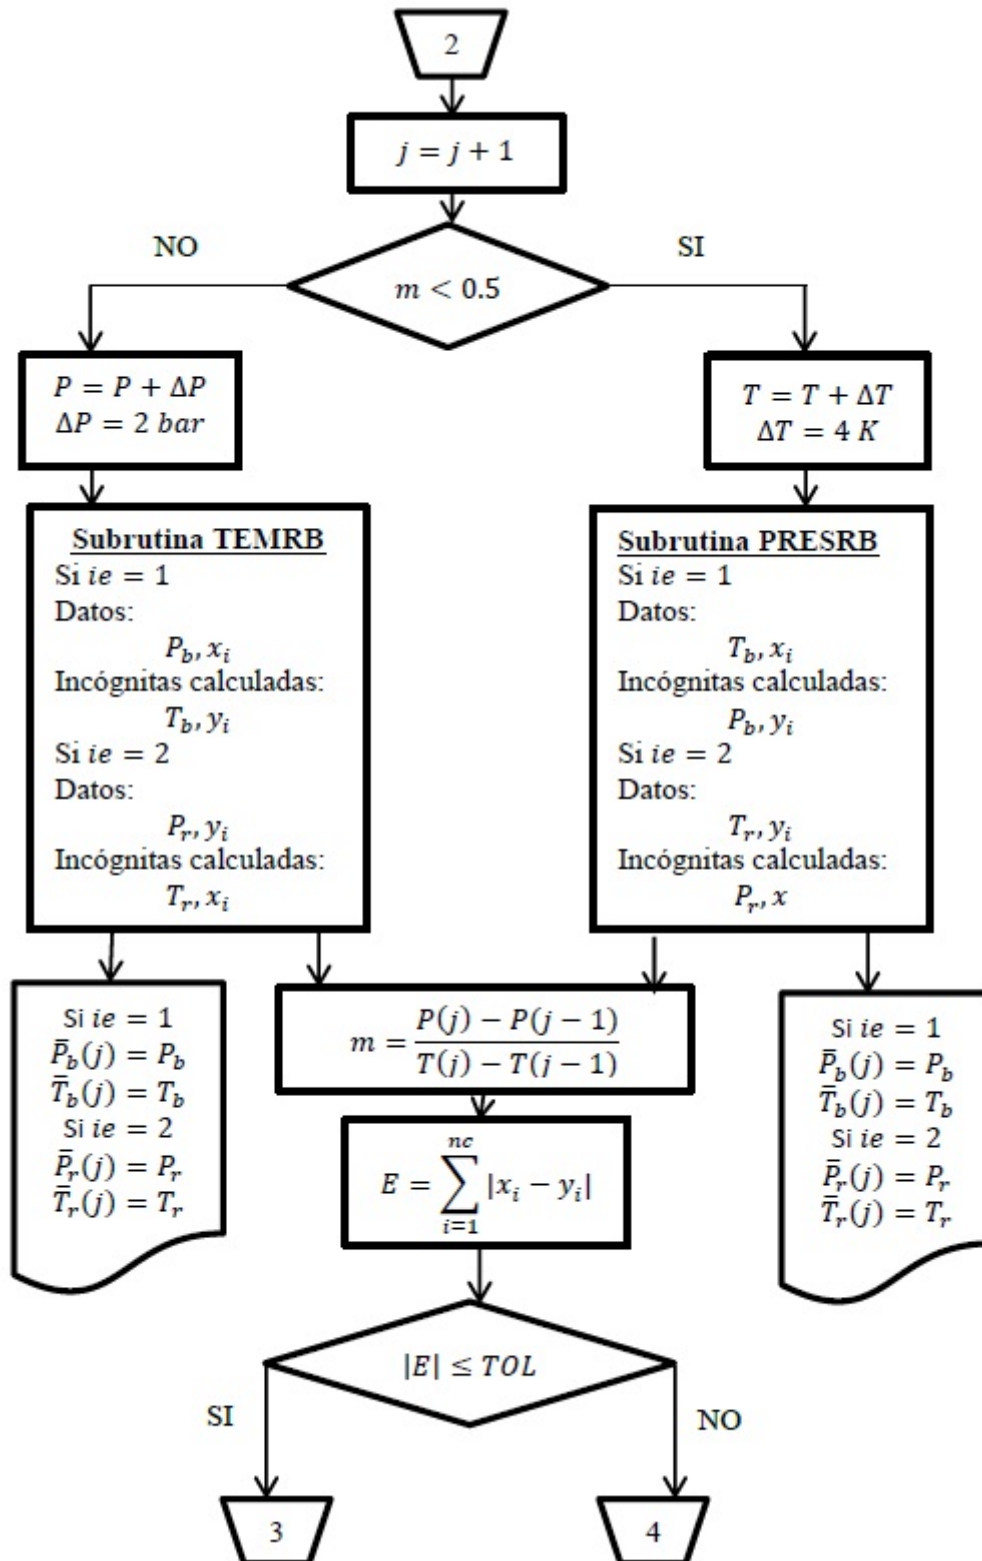 2
j = j + 1
NO
SI
m < 0.5
P = P + ΔP
ΔP = 2 bar
T = T + ΔT
ΔT = 4 K
Subrutina TEMRB
Si ie = 1
Datos:
P_b, x_i
Incógnitas calculadas:
T_b, y_i
Si ie = 2
Datos:
P_r, y_i
Incógnitas calculadas:
T_r, x_i
Subrutina PRESRB
Si ie = 1
Datos:
T_b, x_i
Incógnitas calculadas:
P_b, y_i
Si ie = 2
Datos:
T_r, y_i
Incógnitas calculadas:
P_r, x
Si ie = 1
P̄_b(j) = P_b
T̄_b(j) = T_b
Si ie = 2
P̄_r(j) = P_r
T̄_r(j) = T_r
m = (P(j) − P(j − 1)) / (T(j) − T(j − 1))
Si ie = 1
P̄_b(j) = P_b
T̄_b(j) = T_b
Si ie = 2
P̄_r(j) = P_r
T̄_r(j) = T_r
E = ∑_{i=1}^{nc} |x_i − y_i|
|E| ≤ TOL
SI
NO
3
4